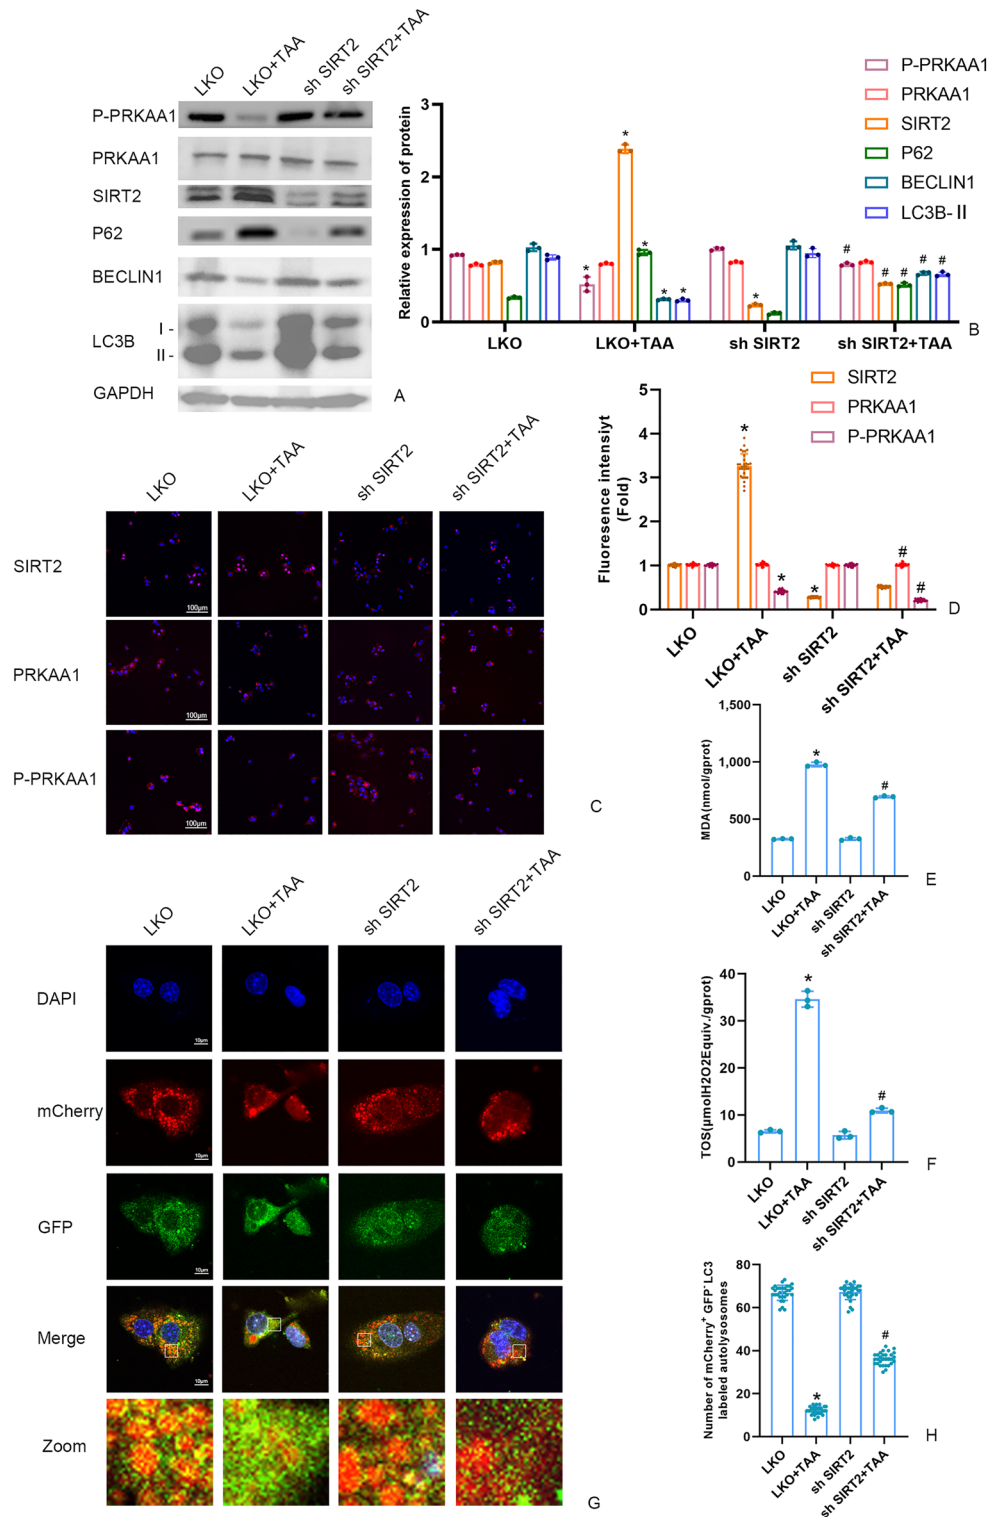 LKO
LKO+TAA
sh SIRT2
sh SIRT2+TAA
P-PRKAA1
PRKAA1
SIRT2
P62
BECLIN1
LC3B
I -
II -
GAPDH
A
P-PRKAA1
PRKAA1
SIRT2
P62
BECLIN1
LC3B-II
Relative expression of protein
3
2
1
0
*
*
*
*
*
*
#
#
#
#
#
LKO
LKO+TAA
sh SIRT2
sh SIRT2+TAA
B
LKO
LKO+TAA
sh SIRT2
sh SIRT2+TAA
SIRT2
100μm
PRKAA1
100μm
P-PRKAA1
100μm
C
SIRT2
PRKAA1
P-PRKAA1
Fluoresence intensiyt
(Fold)
5
4
3
2
1
0
*
*
*
#
#
LKO
LKO+TAA
sh SIRT2
sh SIRT2+TAA
D
MDA(nmol/gprot)
1,500
1,000
500
0
*
#
LKO
LKO+TAA
sh SIRT2
sh SIRT2+TAA
E
TOS(μmolH2O2Equiv./gprot)
40
30
20
10
0
*
#
LKO
LKO+TAA
sh SIRT2
sh SIRT2+TAA
F
LKO
LKO+TAA
sh SIRT2
sh SIRT2+TAA
DAPI
10μm
mCherry
10μm
GFP
10μm
Merge
10μm
Zoom
G
Number of mCherry+ GFP- LC3
labeled autolysosomes
80
60
40
20
0
*
#
LKO
LKO+TAA
sh SIRT2
sh SIRT2+TAA
H